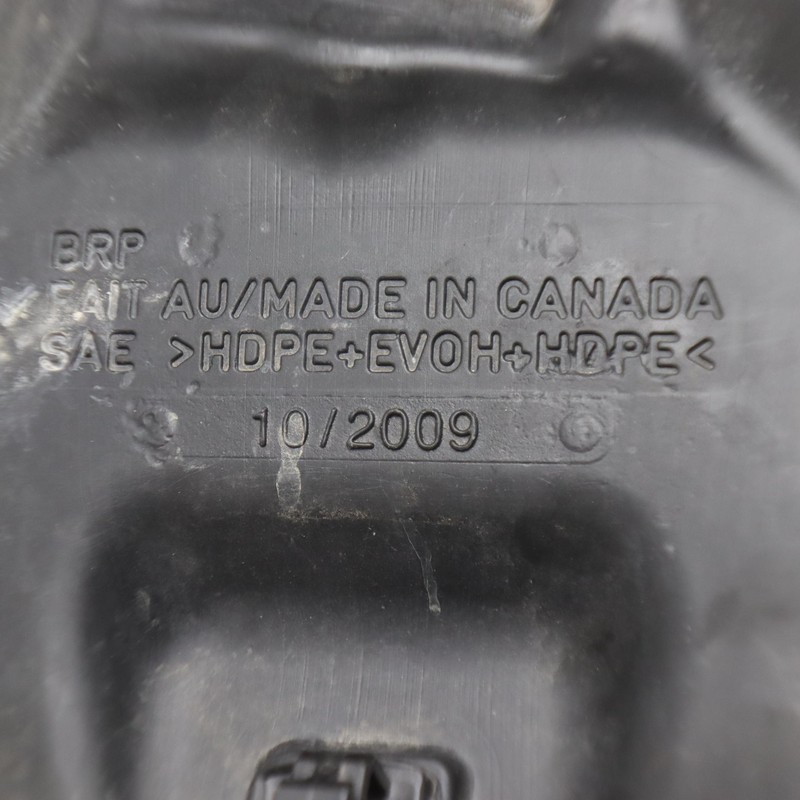 BRP
FAIT AU/MADE IN CANADA
SAE >HDPE+EVOH+HDPE<
10/2009